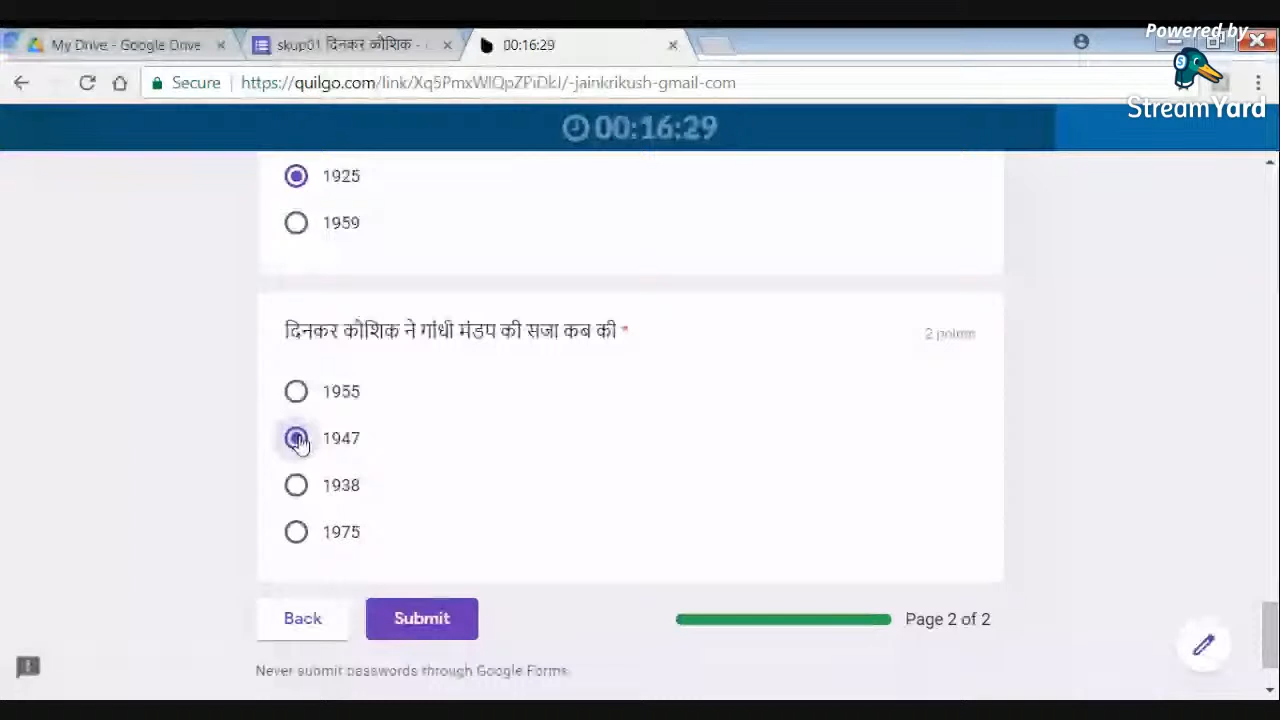 Powered by
My Drive - Google Drive
skup01 दिनकर कौशिक -
00:16:29
StreamYard
Secure
https://quilgo.com/link/Xq5PmxWIQpZPiDkI/-jainkrikush-gmail-com
00:16:29
1925
1959
दिनकर कौशिक ने गांधी मंडप की सजा कब की *
2 points
1955
1947
1938
1975
Back
Submit
Page 2 of 2
Never submit passwords through Google Forms.